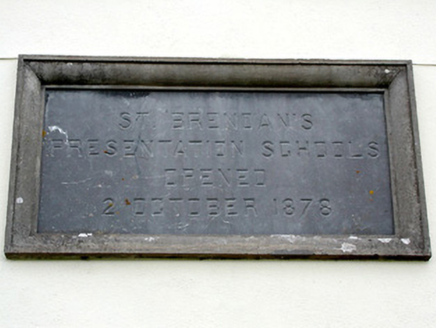 ST. BRENDAN'S
PRESENTATION SCHOOLS
OPENED
2 OCTOBER 1878